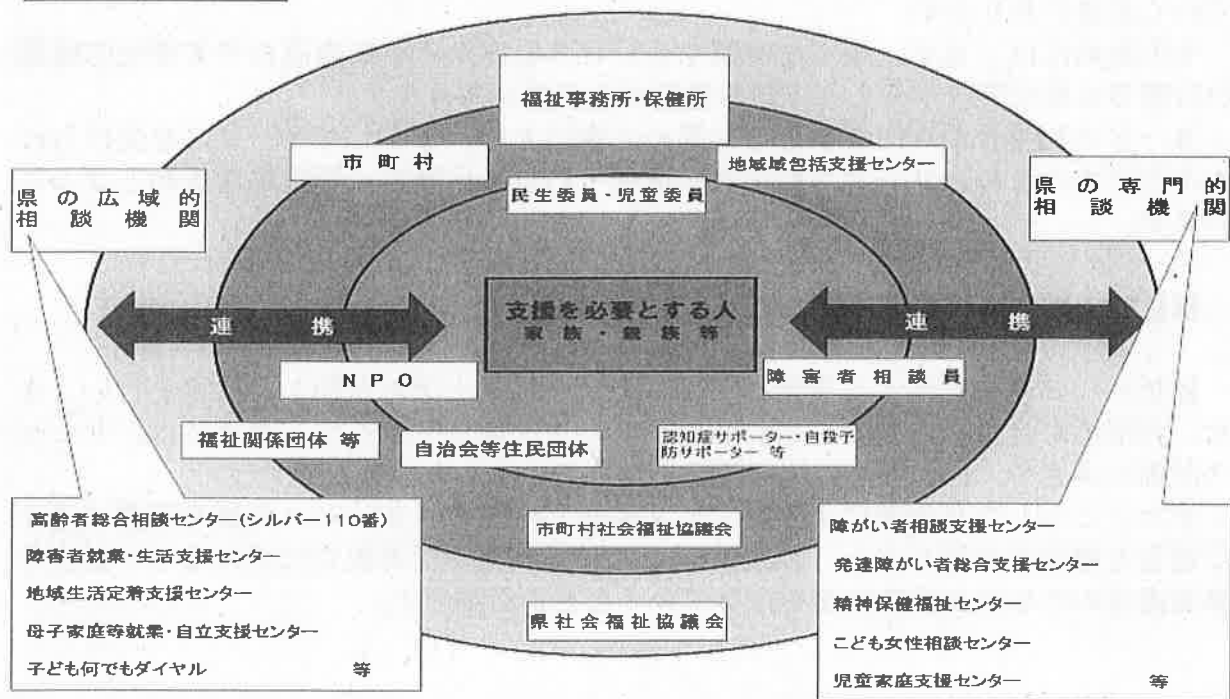 福祉事務所・保健所
市町村
地域域包括支援センター
県の広域的
相談機関
民生委員・児童委員
県の専門的
相談機関
支援を必要とする人
家族・親族等
連携
連携
NPO
障害者相談員
福祉関係団体 等
自治会等住民団体
認知症サポーター・自殺予
防サポーター 等
高齢者総合相談センター(シルバー110番)
障害者就業・生活支援センター
地域生活定着支援センター
母子家庭等就業・自立支援センター
子ども何でもダイヤル 等
市町村社会福祉協議会
県社会福祉協議会
障がい者相談支援センター
発達障がい者総合支援センター
精神保健福祉センター
こども女性相談センター
児童家庭支援センター 等